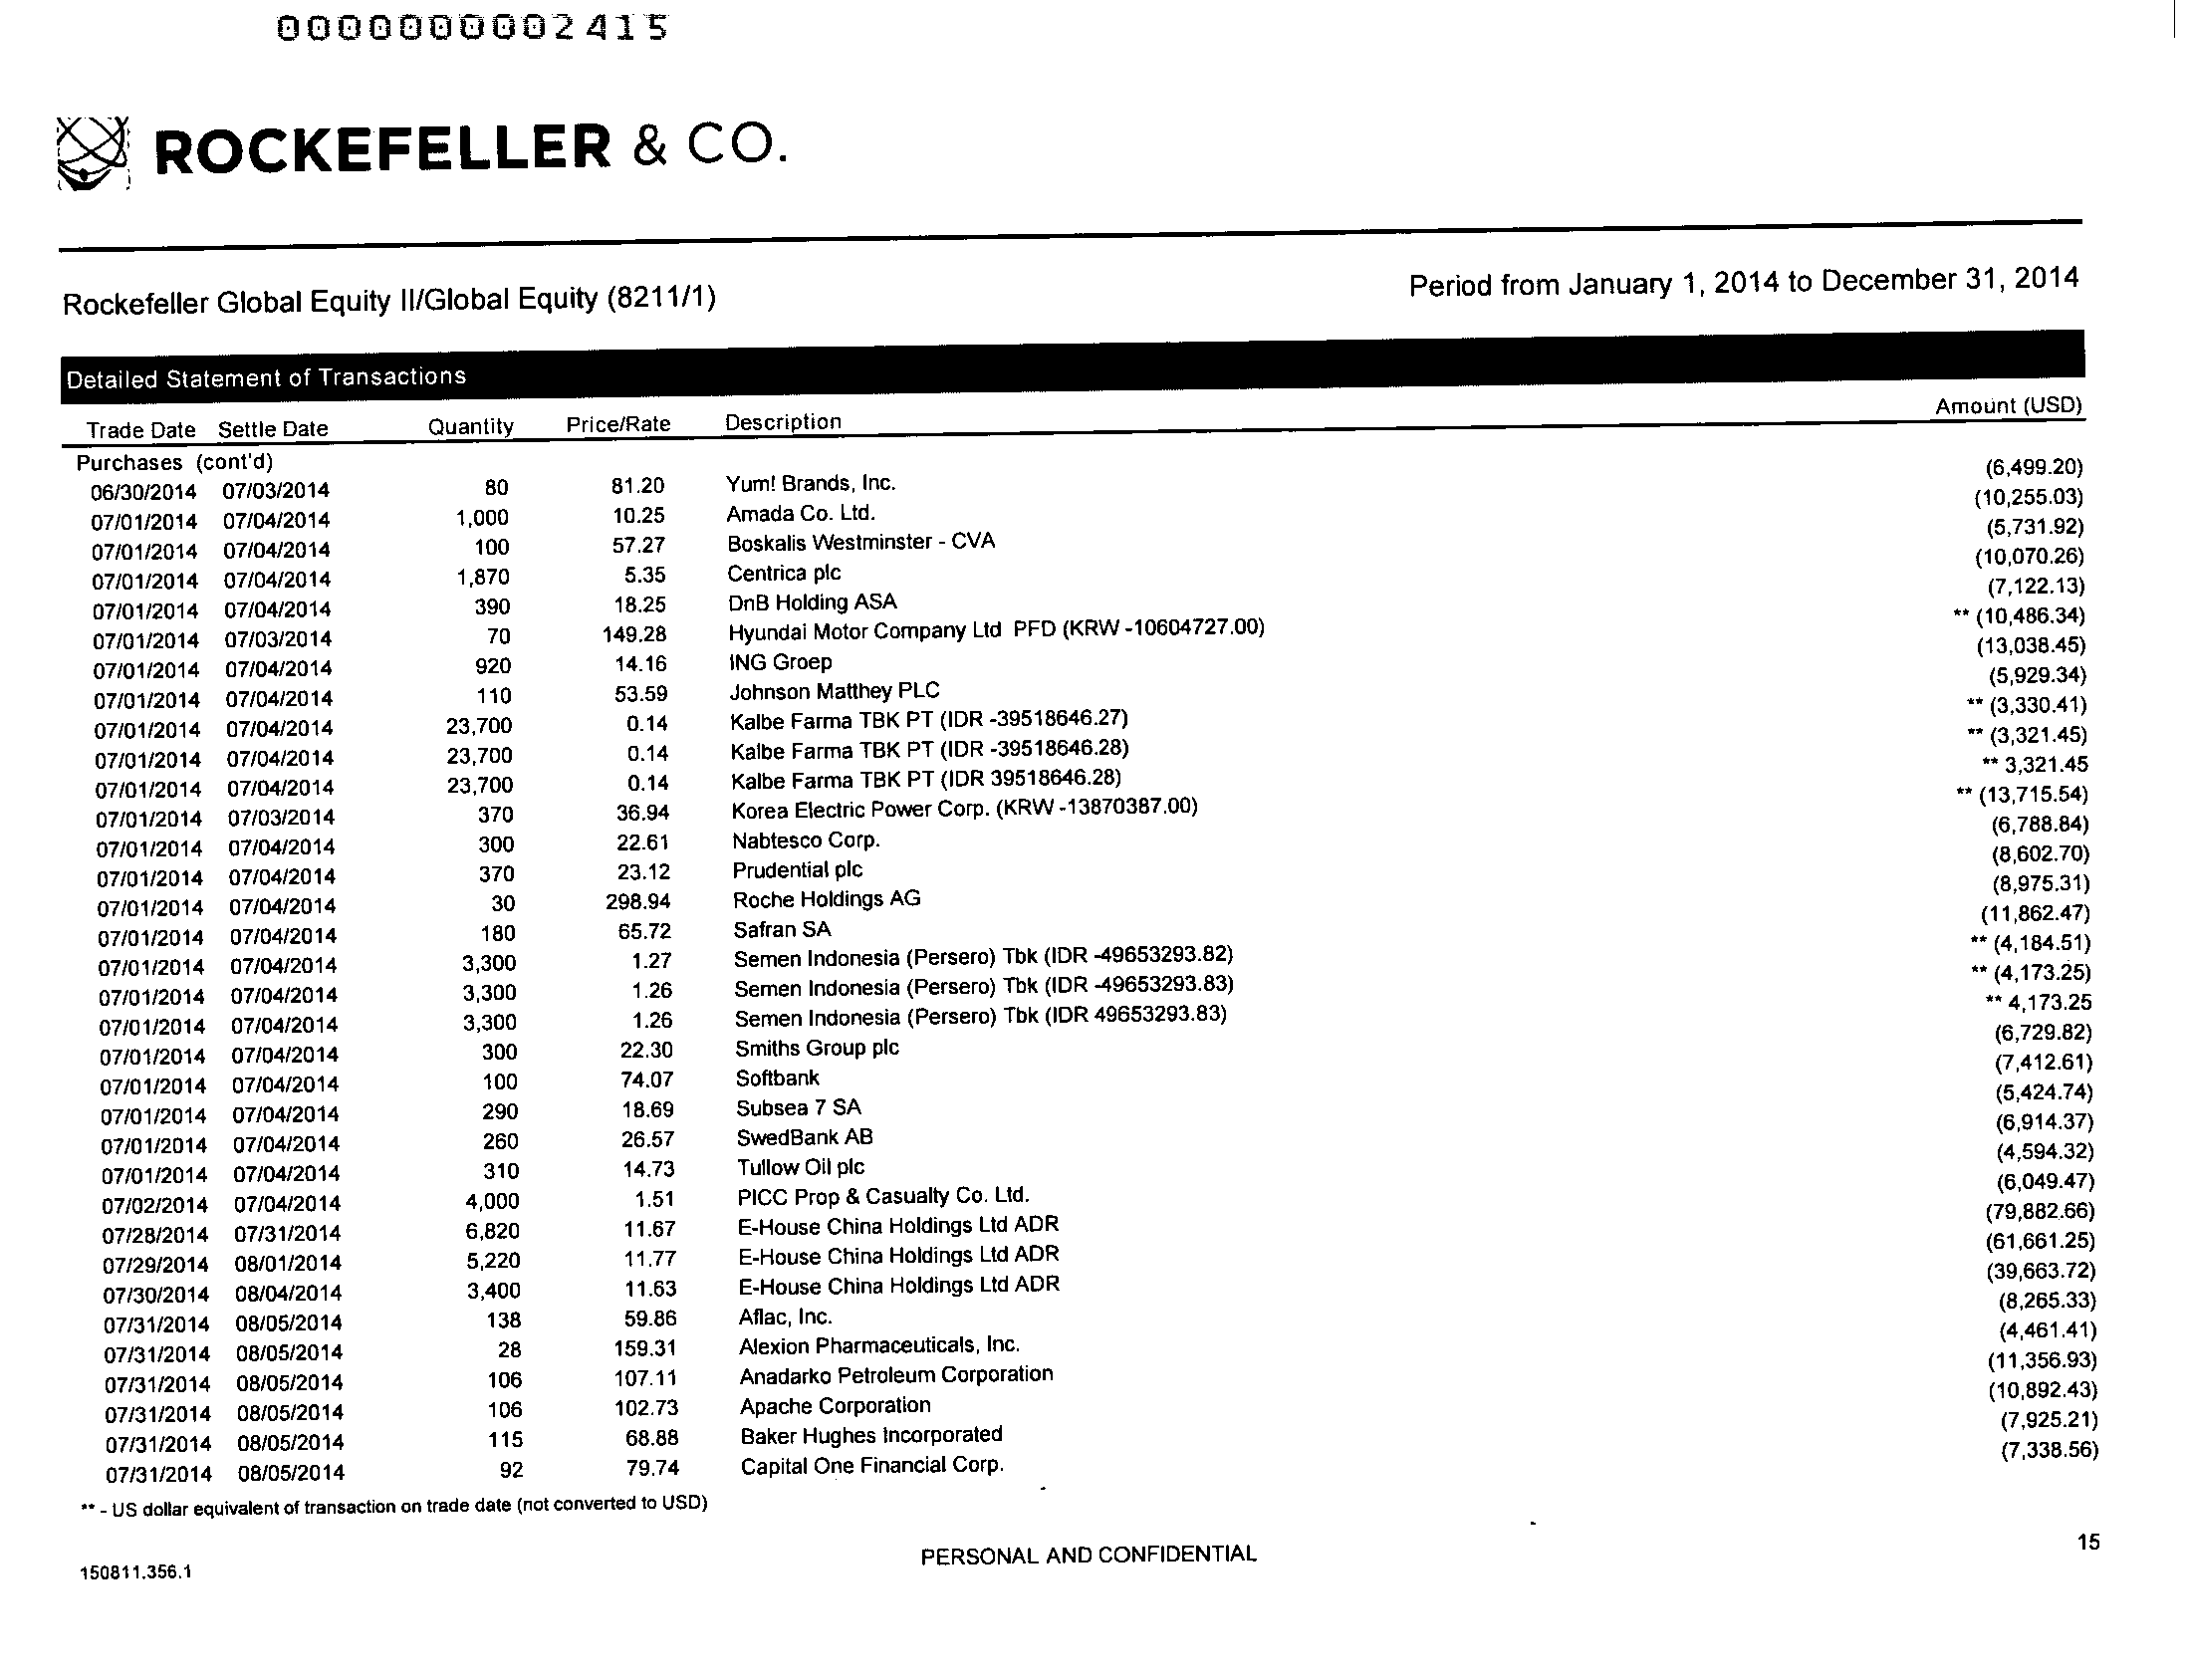 0000000002415
ROCKEFELLER & CO.
Rockefeller Global Equity II/Global Equity (8211/1) Period from January 1, 2014 to December 31, 2014
Detailed Statement of Transactions
Trade Date Settle Date Quantity Price/Rate Description Amount (USD)
Purchases (cont'd)
06/30/2014 07/03/2014 80 81.20 Yum! Brands, Inc. (6,499.20)
07/01/2014 07/04/2014 1,000 10.25 Amada Co. Ltd. (10,255.03)
07/01/2014 07/04/2014 100 57.27 Boskalis Westminster - CVA (5,731.92)
07/01/2014 07/04/2014 1,870 5.35 Centrica plc (10,070.26)
07/01/2014 07/04/2014 390 18.25 DnB Holding ASA (7,122.13)
07/01/2014 07/03/2014 70 149.28 Hyundai Motor Company Ltd PFD (KRW -10604727.00) ** (10,486.34)
07/01/2014 07/04/2014 920 14.16 ING Groep (13,038.45)
07/01/2014 07/04/2014 110 53.59 Johnson Matthey PLC (5,929.34)
07/01/2014 07/04/2014 23,700 0.14 Kalbe Farma TBK PT (IDR -39518646.27) ** (3,330.41)
07/01/2014 07/04/2014 23,700 0.14 Kalbe Farma TBK PT (IDR -39518646.28) ** (3,321.45)
07/01/2014 07/04/2014 23,700 0.14 Kalbe Farma TBK PT (IDR 39518646.28) ** 3,321.45
07/01/2014 07/03/2014 370 36.94 Korea Electric Power Corp. (KRW -13870387.00) ** (13,715.54)
07/01/2014 07/04/2014 300 22.61 Nabtesco Corp. (6,788.84)
07/01/2014 07/04/2014 370 23.12 Prudential plc (8,602.70)
07/01/2014 07/04/2014 30 298.94 Roche Holdings AG (8,975.31)
07/01/2014 07/04/2014 180 65.72 Safran SA (11,862.47)
07/01/2014 07/04/2014 3,300 1.27 Semen Indonesia (Persero) Tbk (IDR -49653293.82) ** (4,184.51)
07/01/2014 07/04/2014 3,300 1.26 Semen Indonesia (Persero) Tbk (IDR -49653293.83) ** (4,173.25)
07/01/2014 07/04/2014 3,300 1.26 Semen Indonesia (Persero) Tbk (IDR 49653293.83) ** 4,173.25
07/01/2014 07/04/2014 300 22.30 Smiths Group plc (6,729.82)
07/01/2014 07/04/2014 100 74.07 Softbank (7,412.61)
07/01/2014 07/04/2014 290 18.69 Subsea 7 SA (5,424.74)
07/01/2014 07/04/2014 260 26.57 SwedBank AB (6,914.37)
07/01/2014 07/04/2014 310 14.73 Tullow Oil plc (4,594.32)
07/02/2014 07/04/2014 4,000 1.51 PICC Prop & Casualty Co. Ltd. (6,049.47)
07/28/2014 07/31/2014 6,820 11.67 E-House China Holdings Ltd ADR (79,882.66)
07/29/2014 08/01/2014 5,220 11.77 E-House China Holdings Ltd ADR (61,661.25)
07/30/2014 08/04/2014 3,400 11.63 E-House China Holdings Ltd ADR (39,663.72)
07/31/2014 08/05/2014 138 59.86 Aflac, Inc. (8,265.33)
07/31/2014 08/05/2014 28 159.31 Alexion Pharmaceuticals, Inc. (4,461.41)
07/31/2014 08/05/2014 106 107.11 Anadarko Petroleum Corporation (11,356.93)
07/31/2014 08/05/2014 106 102.73 Apache Corporation (10,892.43)
07/31/2014 08/05/2014 115 68.88 Baker Hughes Incorporated (7,925.21)
07/31/2014 08/05/2014 92 79.74 Capital One Financial Corp. (7,338.56)
** - US dollar equivalent of transaction on trade date (not converted to USD)
150811.356.1 PERSONAL AND CONFIDENTIAL 15